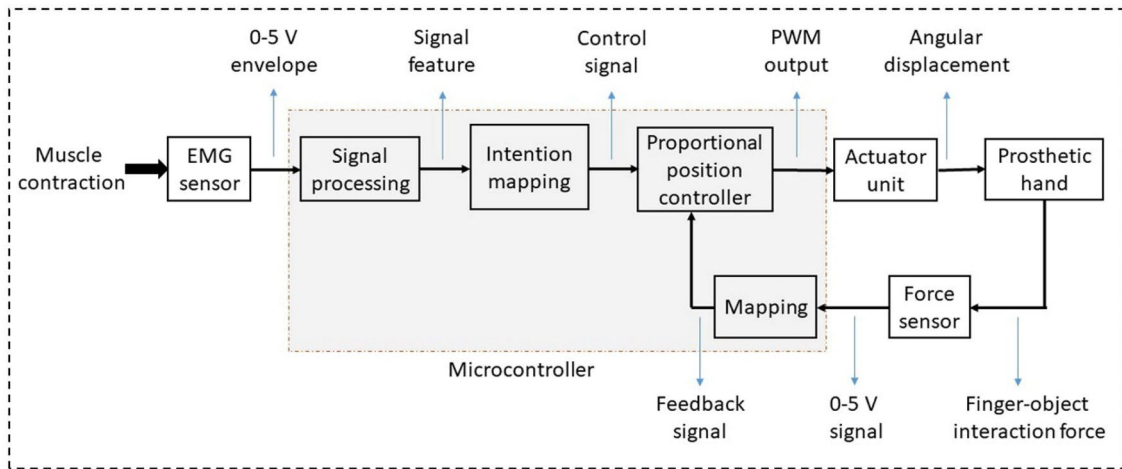 0-5 V
envelope
Signal
feature
Control
signal
PWM
output
Angular
displacement
Muscle
contraction
EMG
sensor
Signal
processing
Intention
mapping
Proportional
position
controller
Actuator
unit
Prosthetic
hand
Mapping
Force
sensor
Microcontroller
Feedback
signal
0-5 V
signal
Finger-object
interaction force